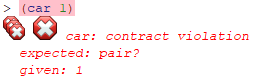 > (car 1)
car: contract violation
expected: pair?
given: 1